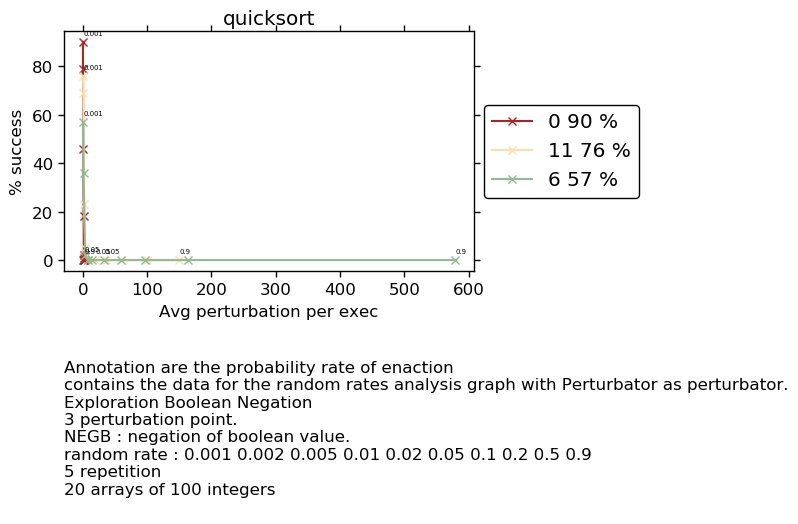 quicksort
0.001
0.001
0.001
0.05
0.9
0.9
0.9
80
60
40
20
0
% success
0 100 200 300 400 500 600
Avg perturbation per exec
0 90 %
11 76 %
6 57 %
Annotation are the probability rate of enaction
contains the data for the random rates analysis graph with Perturbator as perturbator.
Exploration Boolean Negation
3 perturbation point.
NEGB : negation of boolean value.
random rate : 0.001 0.002 0.005 0.01 0.02 0.05 0.1 0.2 0.5 0.9
5 repetition
20 arrays of 100 integers